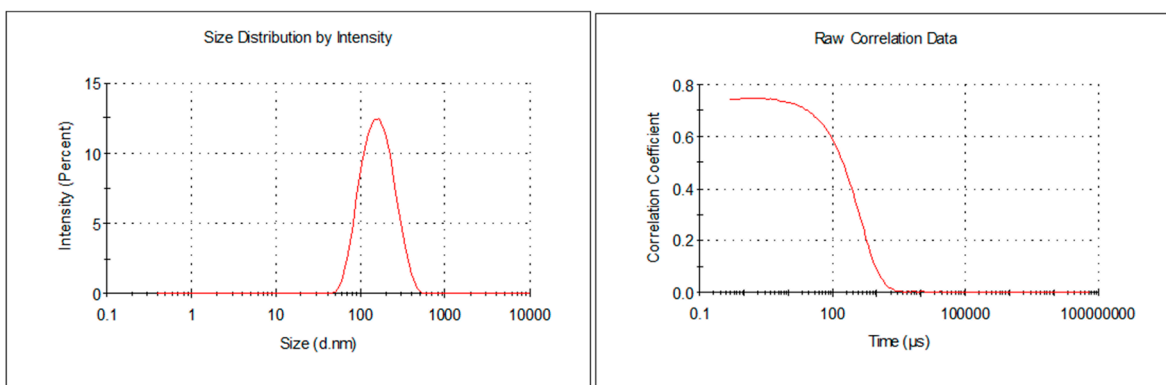 Size Distribution by Intensity
15
10
5
0
Intensity (Percent)
0.1 1 10 100 1000 10000
Size (d.nm)
Raw Correlation Data
0.8
0.6
0.4
0.2
0.0
Correlation Coefficient
0.1 100 100000 100000000
Time (µs)